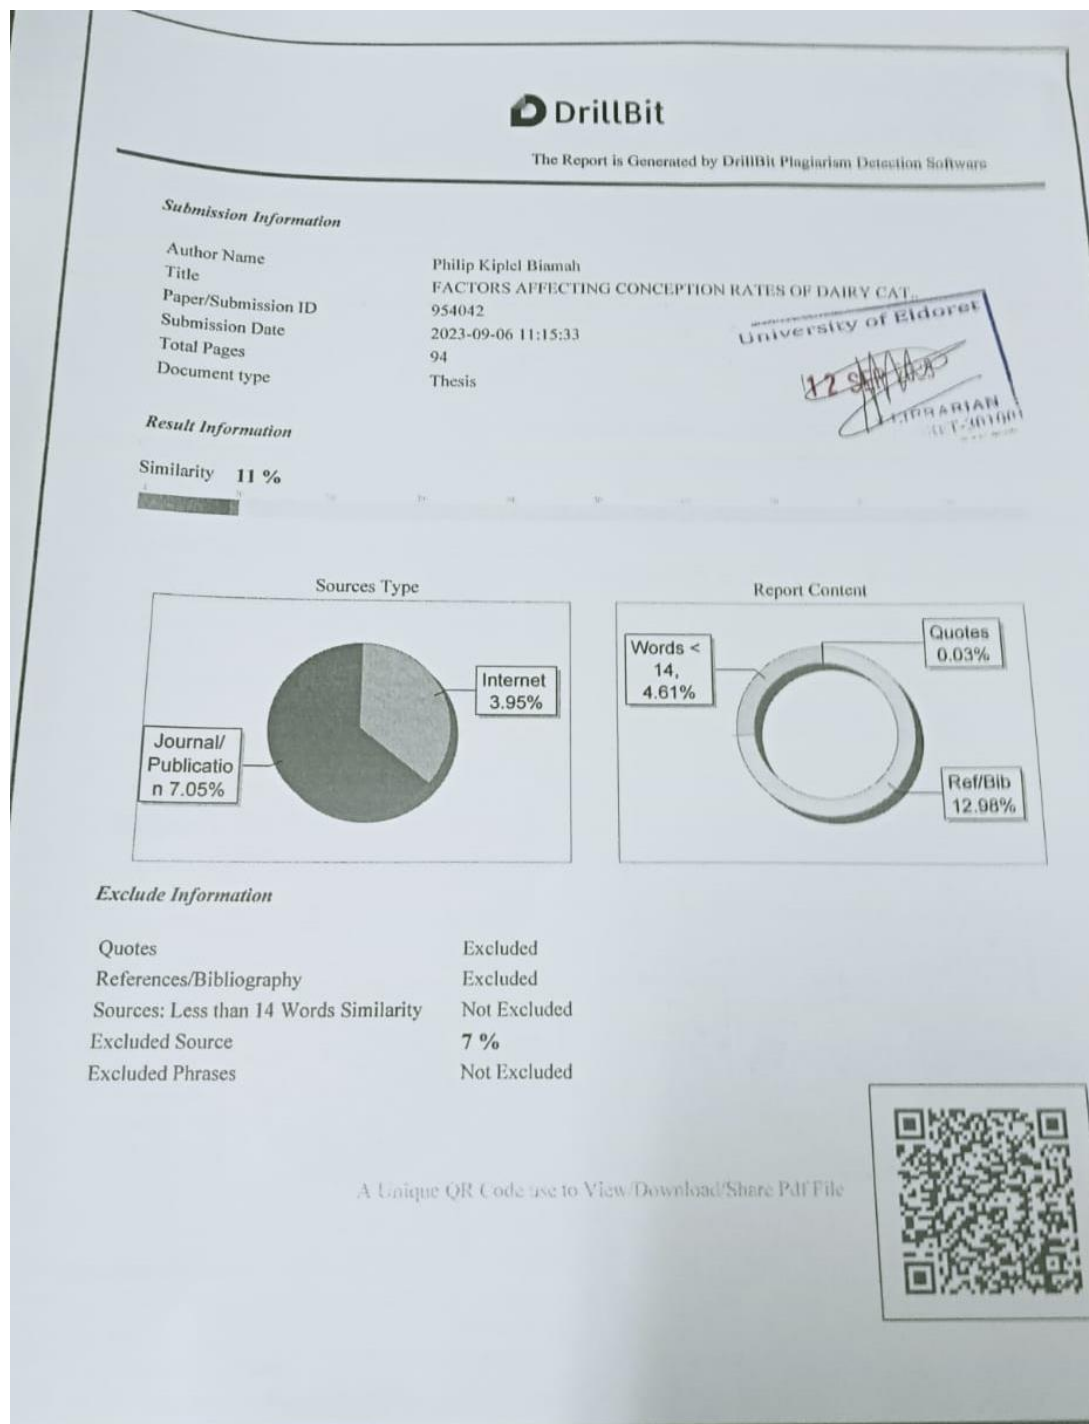 DrillBit
The Report is Generated by DrillBit Plagiarism Detection Software
Submission Information
Author Name Philip Kiplel Biamah
Title FACTORS AFFECTING CONCEPTION RATES OF DAIRY CAT..
Paper/Submission ID 954042
Submission Date 2023-09-06 11:15:33
Total Pages 94
Document type Thesis
University of Eldoret
12 SEP
LIBRARIAN
Result Information
Similarity 11 %
Sources Type
Internet
3.95%
Journal/
Publicatio
n 7.05%
Report Content
Words <
14,
4.61%
Quotes
0.03%
Ref/Bib
12.98%
Exclude Information
Quotes Excluded
References/Bibliography Excluded
Sources: Less than 14 Words Similarity Not Excluded
Excluded Source 7 %
Excluded Phrases Not Excluded
A Unique QR Code use to View/Download/Share Pdf File